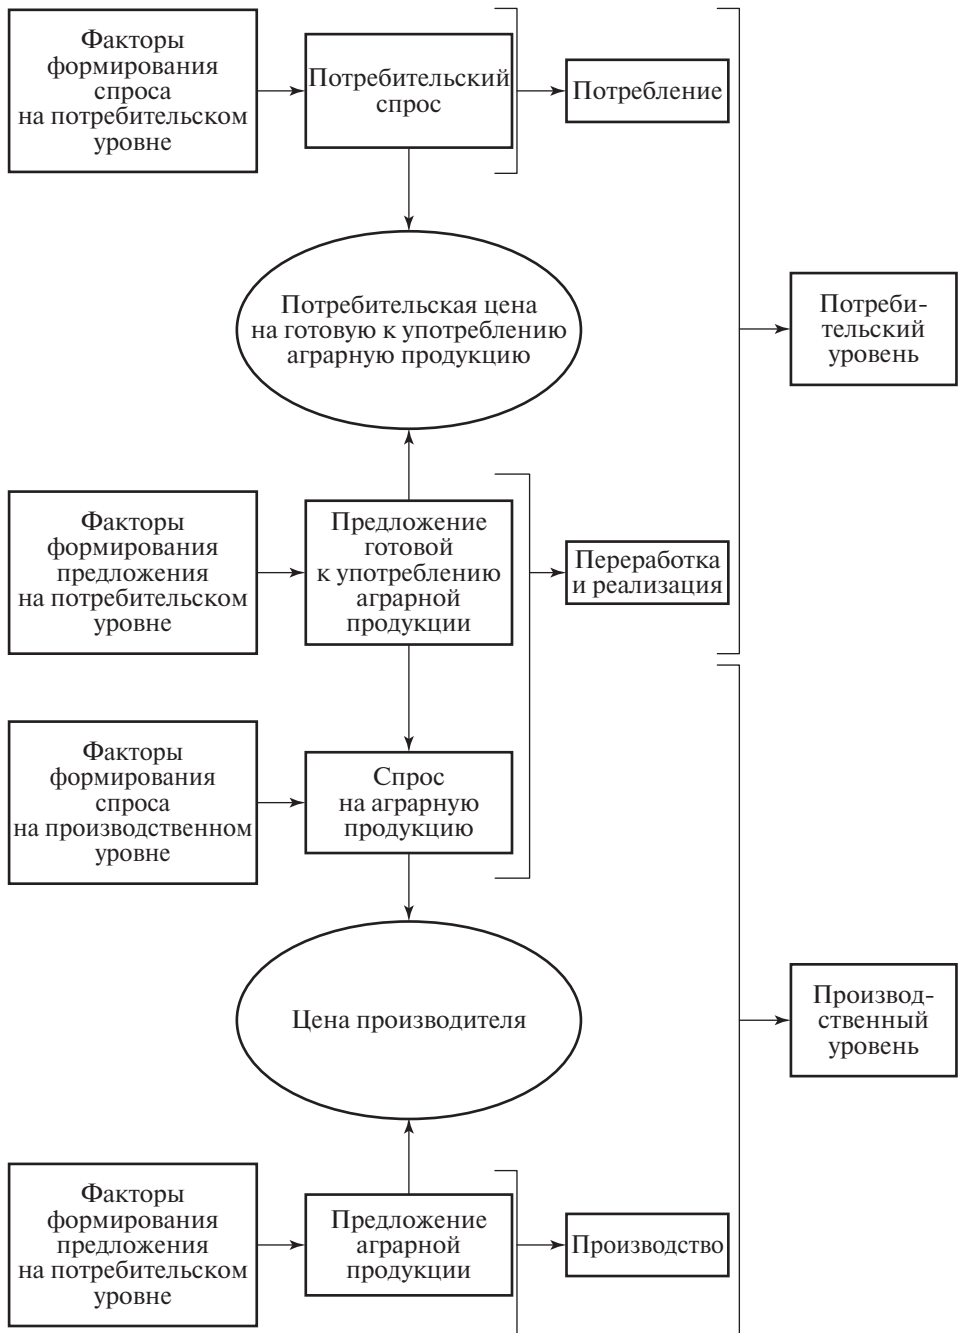 Факторы
формирования
спроса
на потребительском
уровне
Потребительский
спрос
Потребление
Потребительская цена
на готовую к употреблению
аграрную продукцию
Потреби-
тельский
уровень
Факторы
формирования
предложения
на потребительском
уровне
Предложение
готовой
к употреблению
аграрной
продукции
Переработка
и реализация
Факторы
формирования
спроса
на производственном
уровне
Спрос
на аграрную
продукцию
Цена производителя
Производ-
ственный
уровень
Факторы
формирования
предложения
на потребительском
уровне
Предложение
аграрной
продукции
Производство